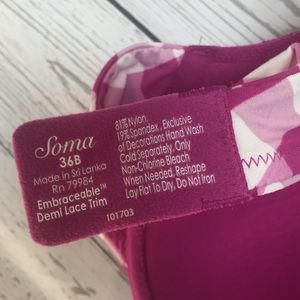 Soma
36B
Made in Sri Lanka
Rn 79984
Embraceable™
Demi Lace Trim
81% Nylon,
19% Spandex, Exclusive
of Decorations Hand Wash
Cold Separately, Only
Non-Chlorine Bleach
When Needed, Reshape
Lay Flat To Dry, Do Not Iron
101703